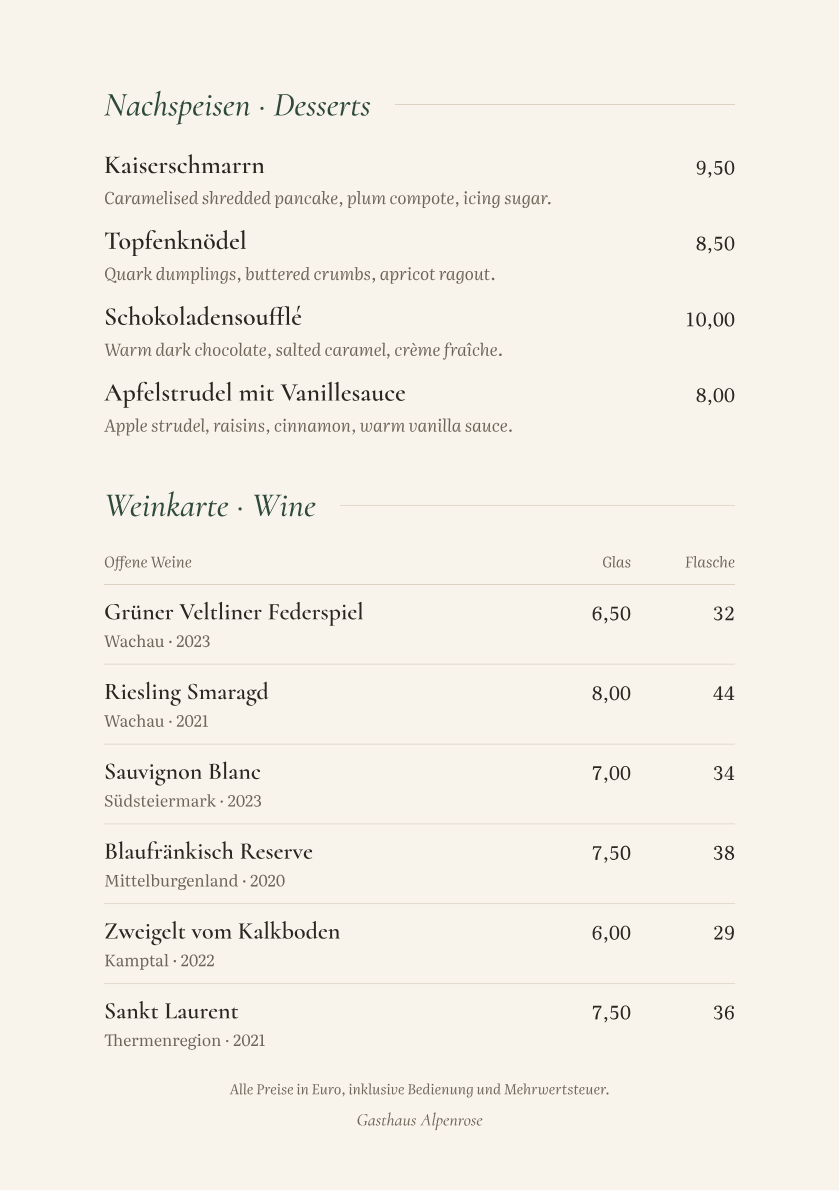 Nachspeisen · Desserts
Kaiserschmarrn 9,50
Caramelised shredded pancake, plum compote, icing sugar.
Topfenknödel 8,50
Quark dumplings, buttered crumbs, apricot ragout.
Schokoladensoufflé 10,00
Warm dark chocolate, salted caramel, crème fraîche.
Apfelstrudel mit Vanillesauce 8,00
Apple strudel, raisins, cinnamon, warm vanilla sauce.
Weinkarte · Wine
Offene Weine Glas Flasche
Grüner Veltliner Federspiel 6,50 32
Wachau · 2023
Riesling Smaragd 8,00 44
Wachau · 2021
Sauvignon Blanc 7,00 34
Südsteiermark · 2023
Blaufränkisch Reserve 7,50 38
Mittelburgenland · 2020
Zweigelt vom Kalkboden 6,00 29
Kamptal · 2022
Sankt Laurent 7,50 36
Thermenregion · 2021
Alle Preise in Euro, inklusive Bedienung und Mehrwertsteuer.
Gasthaus Alpenrose